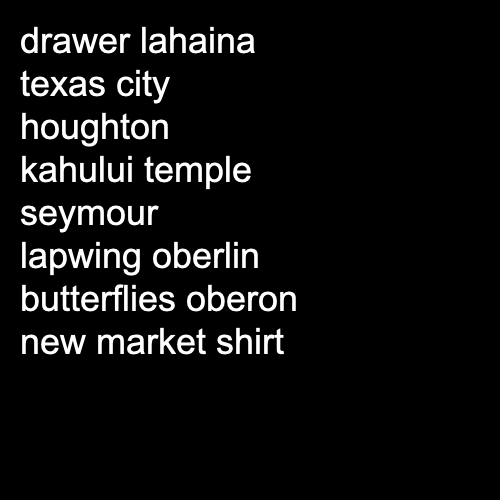 drawer lahaina
texas city
houghton
kahului temple
seymour
lapwing oberlin
butterflies oberon
new market shirt